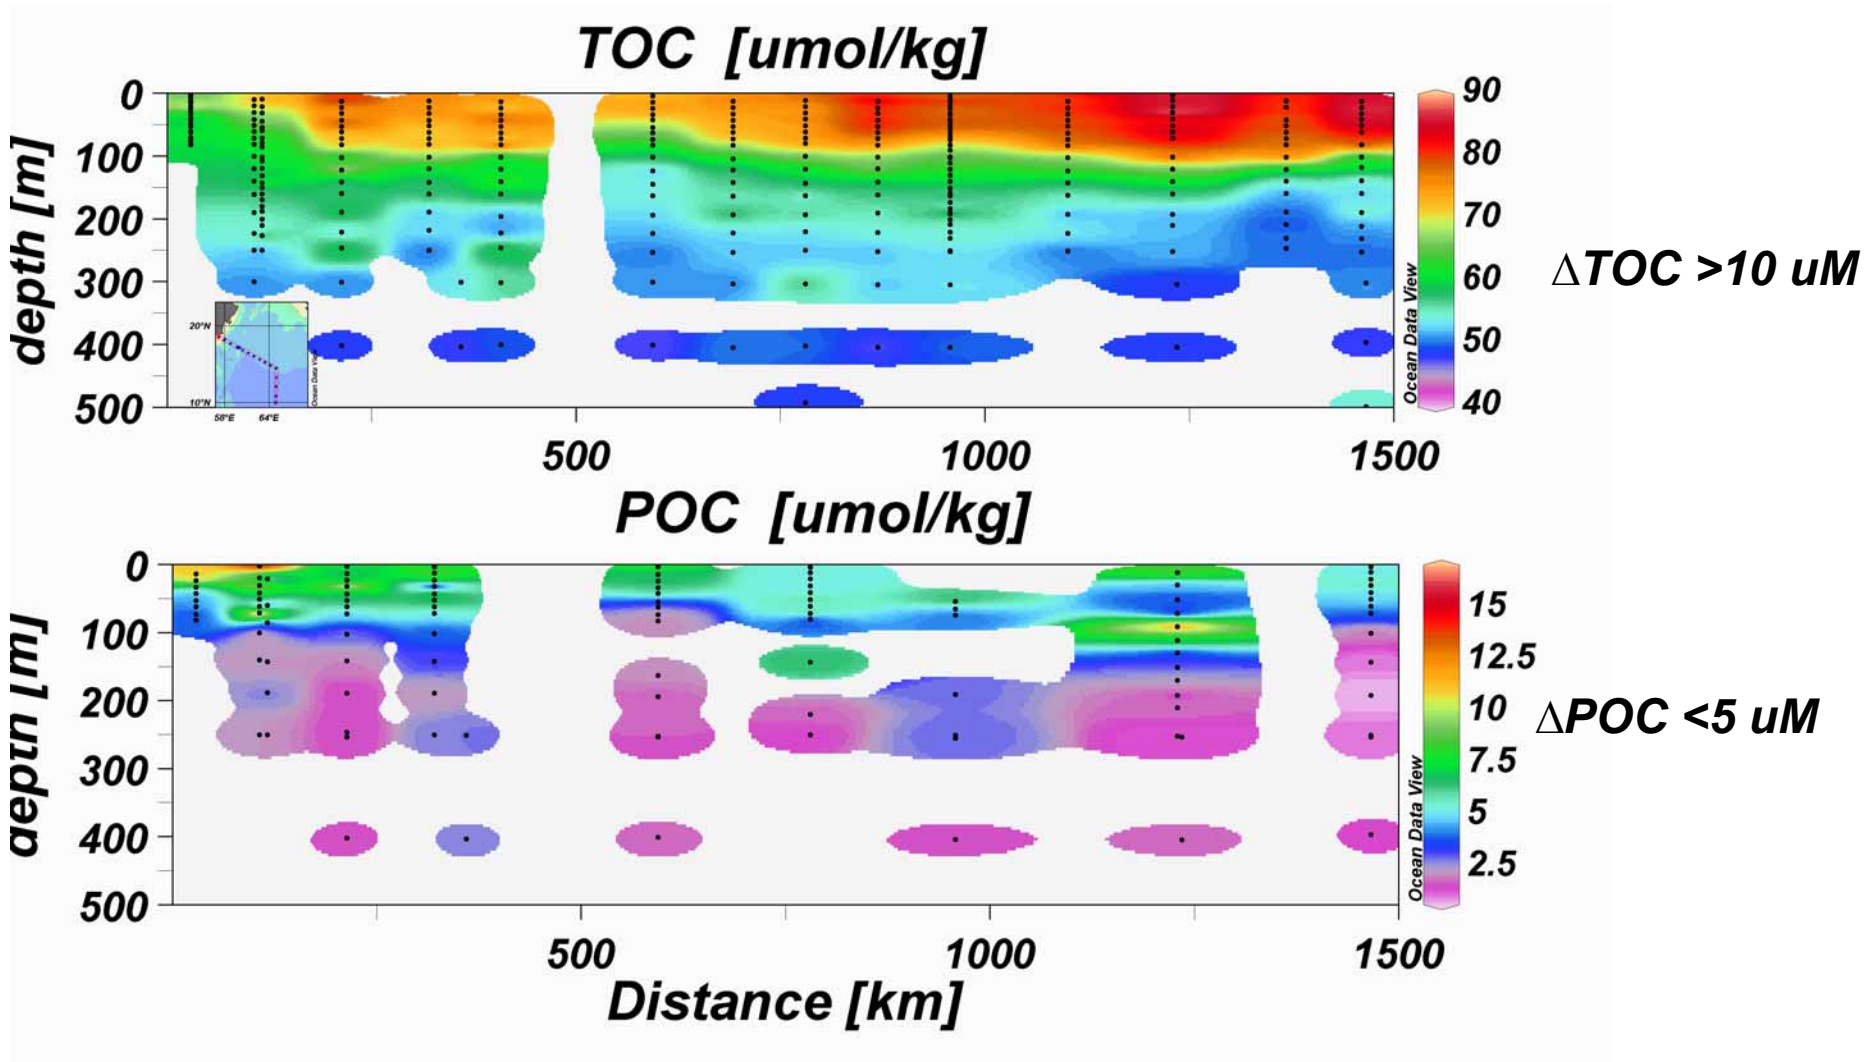 TOC [umol/kg]
0
100
200
300
400
500
depth [m]
500
1000
1500
90
80
70
60
50
40
Ocean Data View
20°N
10°N
58°E
64°E
Ocean Data View
∆TOC >10 uM
POC [umol/kg]
0
100
200
300
400
500
depth [m]
500
1000
1500
Distance [km]
15
12.5
10
7.5
5
2.5
Ocean Data View
∆POC <5 uM